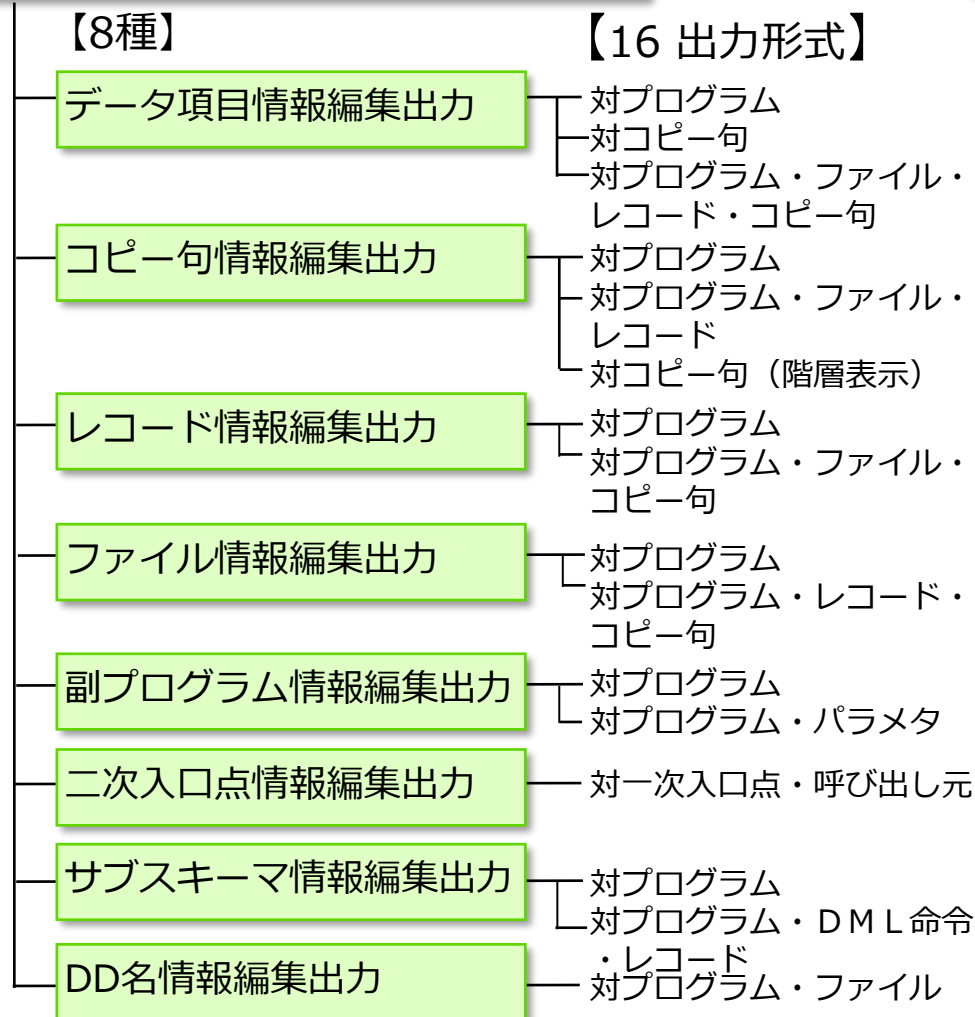 【8種】
【16 出力形式】
データ項目情報編集出力
対プログラム
対コピー句
対プログラム・ファイル・
レコード・コピー句
コピー句情報編集出力
対プログラム
対プログラム・ファイル・
レコード
対コピー句（階層表示）
レコード情報編集出力
対プログラム
対プログラム・ファイル・
コピー句
ファイル情報編集出力
対プログラム
対プログラム・レコード・
コピー句
副プログラム情報編集出力
対プログラム
対プログラム・パラメタ
二次入口点情報編集出力
対一次入口点・呼び出し元
サブスキーマ情報編集出力
対プログラム
対プログラム・ＤＭＬ命令
・レコード
DD名情報編集出力
対プログラム・ファイル